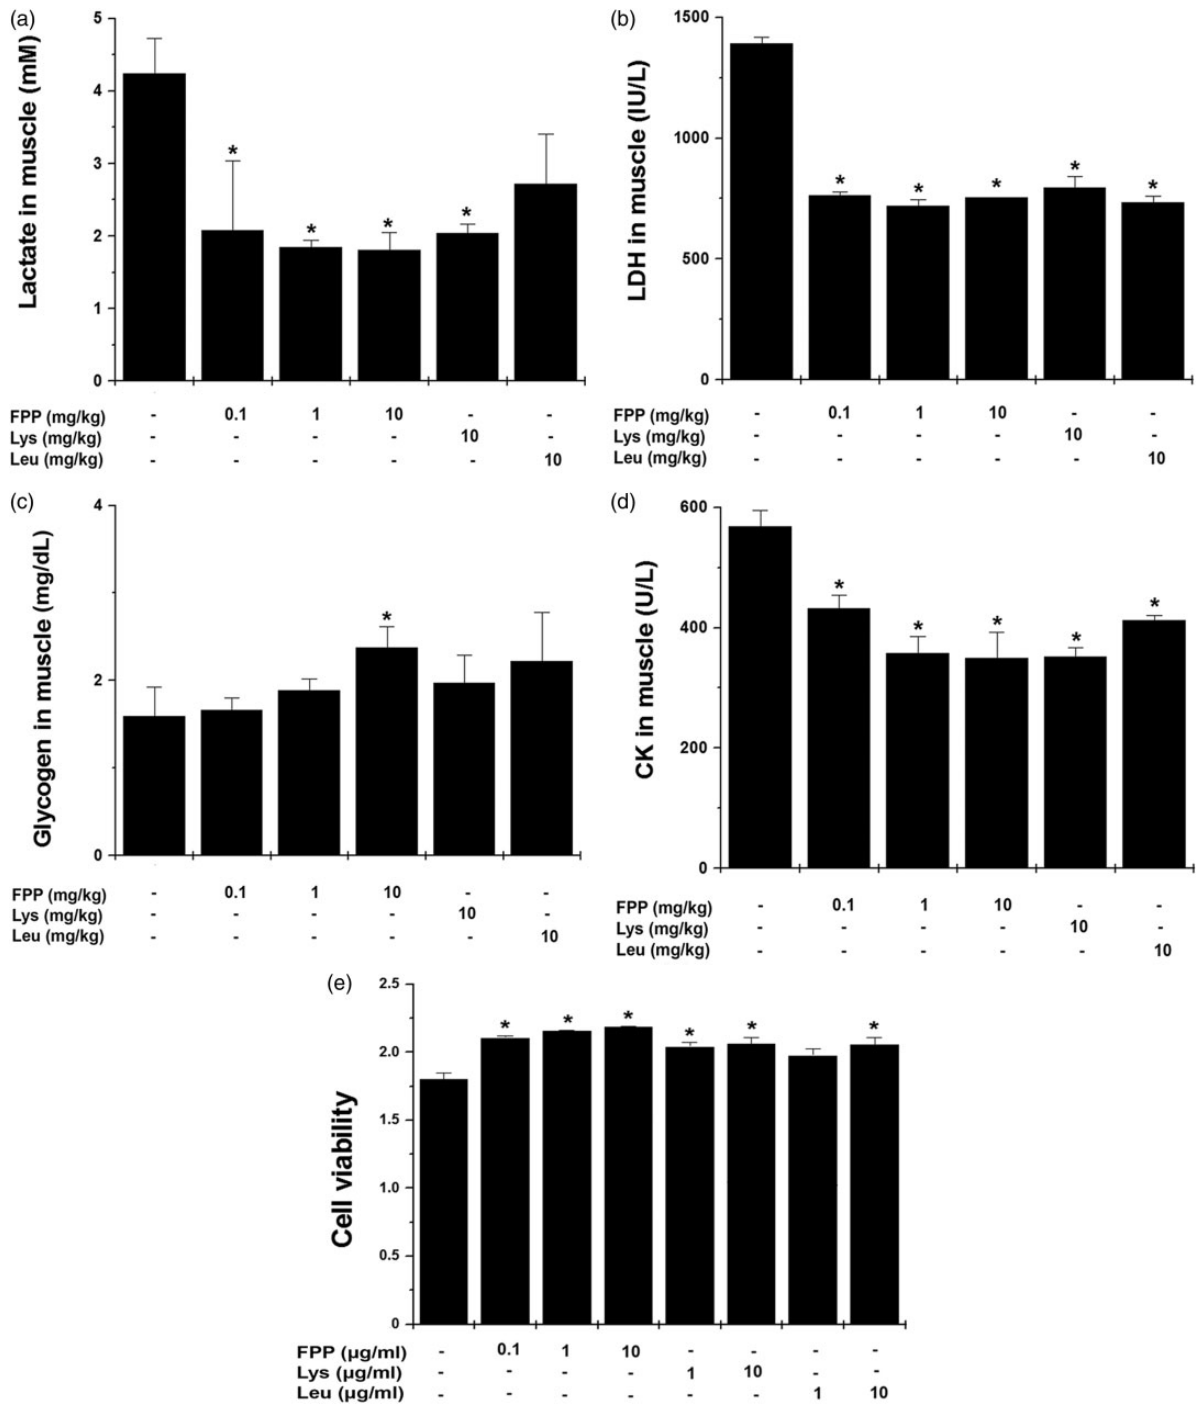 (a)
Lactate in muscle (mM)
5
4
3
2
1
0
* * * *
FPP (mg/kg) - 0.1 1 10 - -
Lys (mg/kg) - - - - 10 -
Leu (mg/kg) - - - - - 10
(b)
LDH in muscle (IU/L)
1500
1000
500
0
* * * * *
FPP (mg/kg) - 0.1 1 10 - -
Lys (mg/kg) - - - - 10 -
Leu (mg/kg) - - - - - 10
(c)
Glycogen in muscle (mg/dL)
4
2
0
*
FPP (mg/kg) - 0.1 1 10 - -
Lys (mg/kg) - - - - 10 -
Leu (mg/kg) - - - - - 10
(d)
CK in muscle (U/L)
600
400
200
0
* * * * *
FPP (mg/kg) - 0.1 1 10 - -
Lys (mg/kg) - - - - 10 -
Leu (mg/kg) - - - - - 10
(e)
Cell viability
2.5
2.0
1.5
1.0
0.5
0
* * * * * *
FPP (µg/ml) - 0.1 1 10 - - - -
Lys (µg/ml) - - - - 1 10 - -
Leu (µg/ml) - - - - - - 1 10